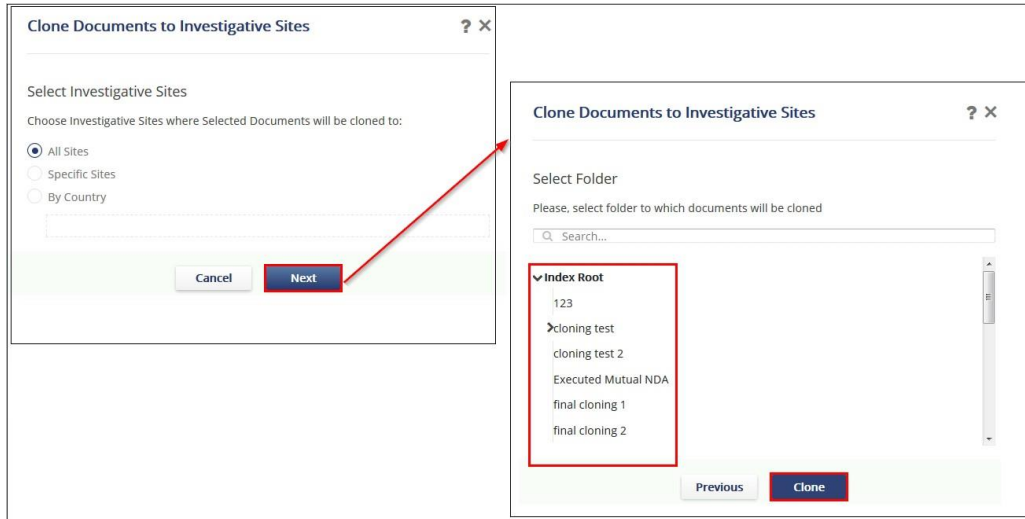 Clone Documents to Investigative Sites
? ×
Select Investigative Sites
Choose Investigative Sites where Selected Documents will be cloned to:
All Sites
Specific Sites
By Country
Cancel
Next
Clone Documents to Investigative Sites
? ×
Select Folder
Please, select folder to which documents will be cloned
Search...
Index Root
123
cloning test
cloning test 2
Executed Mutual NDA
final cloning 1
final cloning 2
Previous
Clone